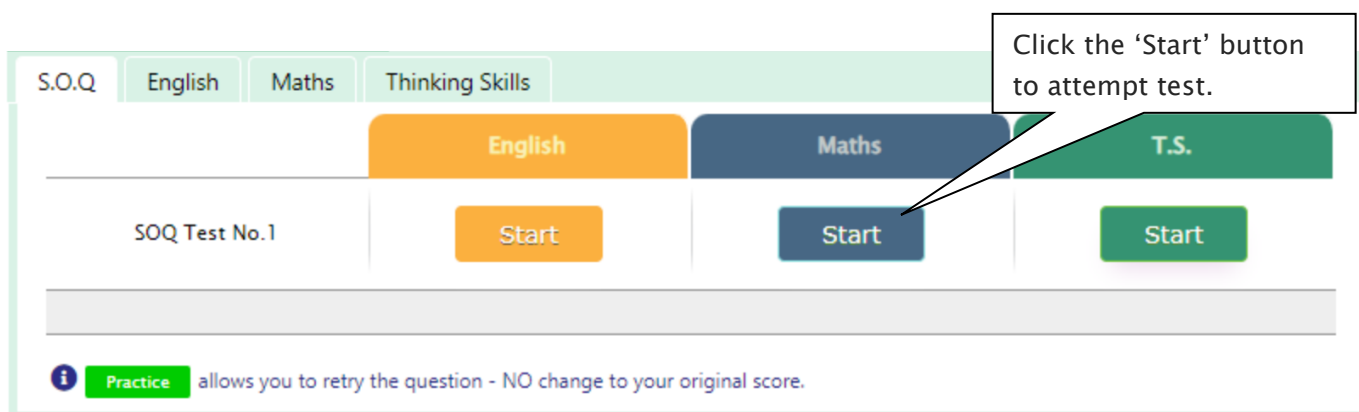 Click the ‘Start’ button
to attempt test.
S.O.Q English Maths Thinking Skills
English Maths T.S.
SOQ Test No.1 Start Start Start
Practice allows you to retry the question - NO change to your original score.